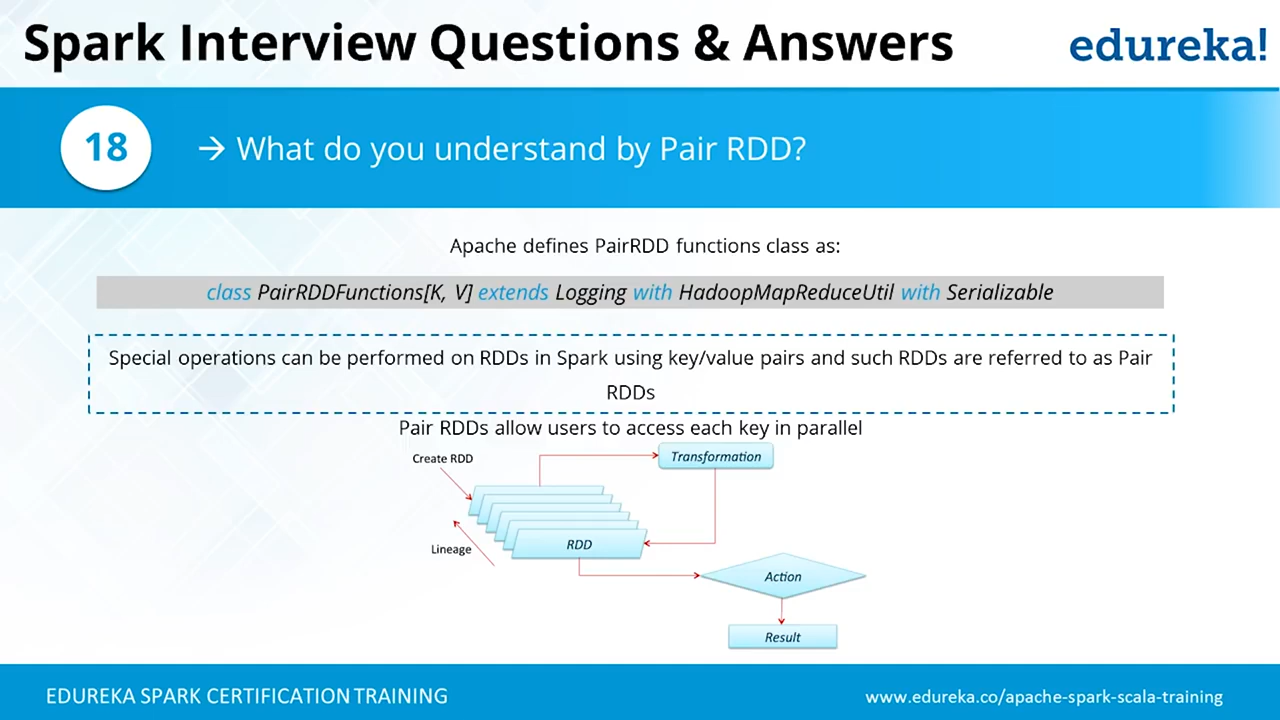 Spark Interview Questions & Answers
edureka!
18
→ What do you understand by Pair RDD?
Apache defines PairRDD functions class as:
class PairRDDFunctions[K, V] extends Logging with HadoopMapReduceUtil with Serializable
Special operations can be performed on RDDs in Spark using key/value pairs and such RDDs are referred to as Pair
RDDs
Pair RDDs allow users to access each key in parallel
Create RDD
Transformation
RDD
Lineage
Action
Result
EDUREKA SPARK CERTIFICATION TRAINING
www.edureka.co/apache-spark-scala-training